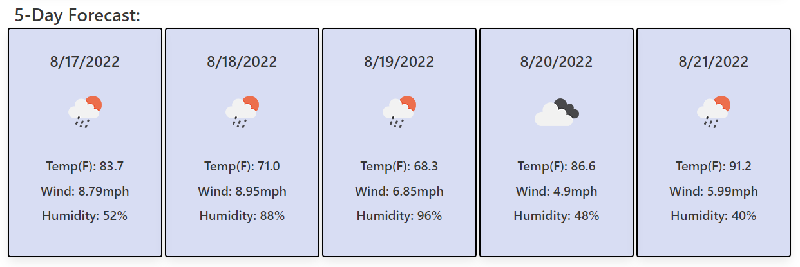 5-Day Forecast:
8/17/2022
Temp(F): 83.7
Wind: 8.79mph
Humidity: 52%
8/18/2022
Temp(F): 71.0
Wind: 8.95mph
Humidity: 88%
8/19/2022
Temp(F): 68.3
Wind: 6.85mph
Humidity: 96%
8/20/2022
Temp(F): 86.6
Wind: 4.9mph
Humidity: 48%
8/21/2022
Temp(F): 91.2
Wind: 5.99mph
Humidity: 40%